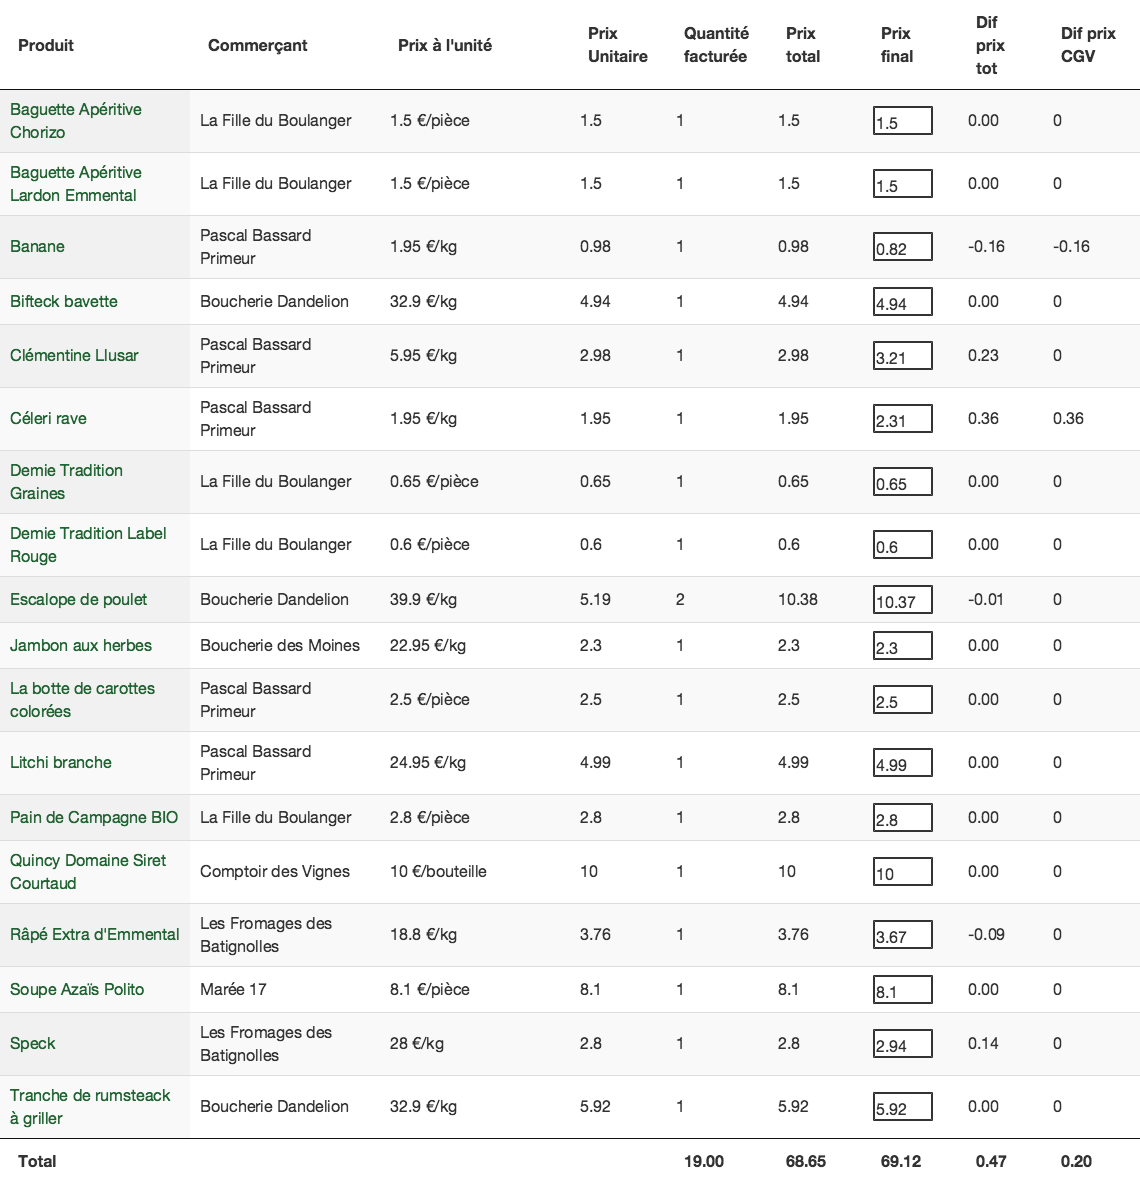 Produit Commerçant Prix à l'unité Prix Unitaire Quantité facturée Prix total Prix final Dif prix tot Dif prix CGV
Baguette Apéritive Chorizo La Fille du Boulanger 1.5 €/pièce 1.5 1 1.5 1.5 0.00 0
Baguette Apéritive Lardon Emmental La Fille du Boulanger 1.5 €/pièce 1.5 1 1.5 1.5 0.00 0
Banane Pascal Bassard Primeur 1.95 €/kg 0.98 1 0.98 0.82 -0.16 -0.16
Bifteck bavette Boucherie Dandelion 32.9 €/kg 4.94 1 4.94 4.94 0.00 0
Clémentine Llusar Pascal Bassard Primeur 5.95 €/kg 2.98 1 2.98 3.21 0.23 0
Céleri rave Pascal Bassard Primeur 1.95 €/kg 1.95 1 1.95 2.31 0.36 0.36
Demie Tradition Graines La Fille du Boulanger 0.65 €/pièce 0.65 1 0.65 0.65 0.00 0
Demie Tradition Label Rouge La Fille du Boulanger 0.6 €/pièce 0.6 1 0.6 0.6 0.00 0
Escalope de poulet Boucherie Dandelion 39.9 €/kg 5.19 2 10.38 10.37 -0.01 0
Jambon aux herbes Boucherie des Moines 22.95 €/kg 2.3 1 2.3 2.3 0.00 0
La botte de carottes colorées Pascal Bassard Primeur 2.5 €/pièce 2.5 1 2.5 2.5 0.00 0
Litchi branche Pascal Bassard Primeur 24.95 €/kg 4.99 1 4.99 4.99 0.00 0
Pain de Campagne BIO La Fille du Boulanger 2.8 €/pièce 2.8 1 2.8 2.8 0.00 0
Quincy Domaine Siret Courtaud Comptoir des Vignes 10 €/bouteille 10 1 10 10 0.00 0
Râpé Extra d'Emmental Les Fromages des Batignolles 18.8 €/kg 3.76 1 3.76 3.67 -0.09 0
Soupe Azaïs Polito Marée 17 8.1 €/pièce 8.1 1 8.1 8.1 0.00 0
Speck Les Fromages des Batignolles 28 €/kg 2.8 1 2.8 2.94 0.14 0
Tranche de rumsteack à griller Boucherie Dandelion 32.9 €/kg 5.92 1 5.92 5.92 0.00 0
Total 19.00 68.65 69.12 0.47 0.20